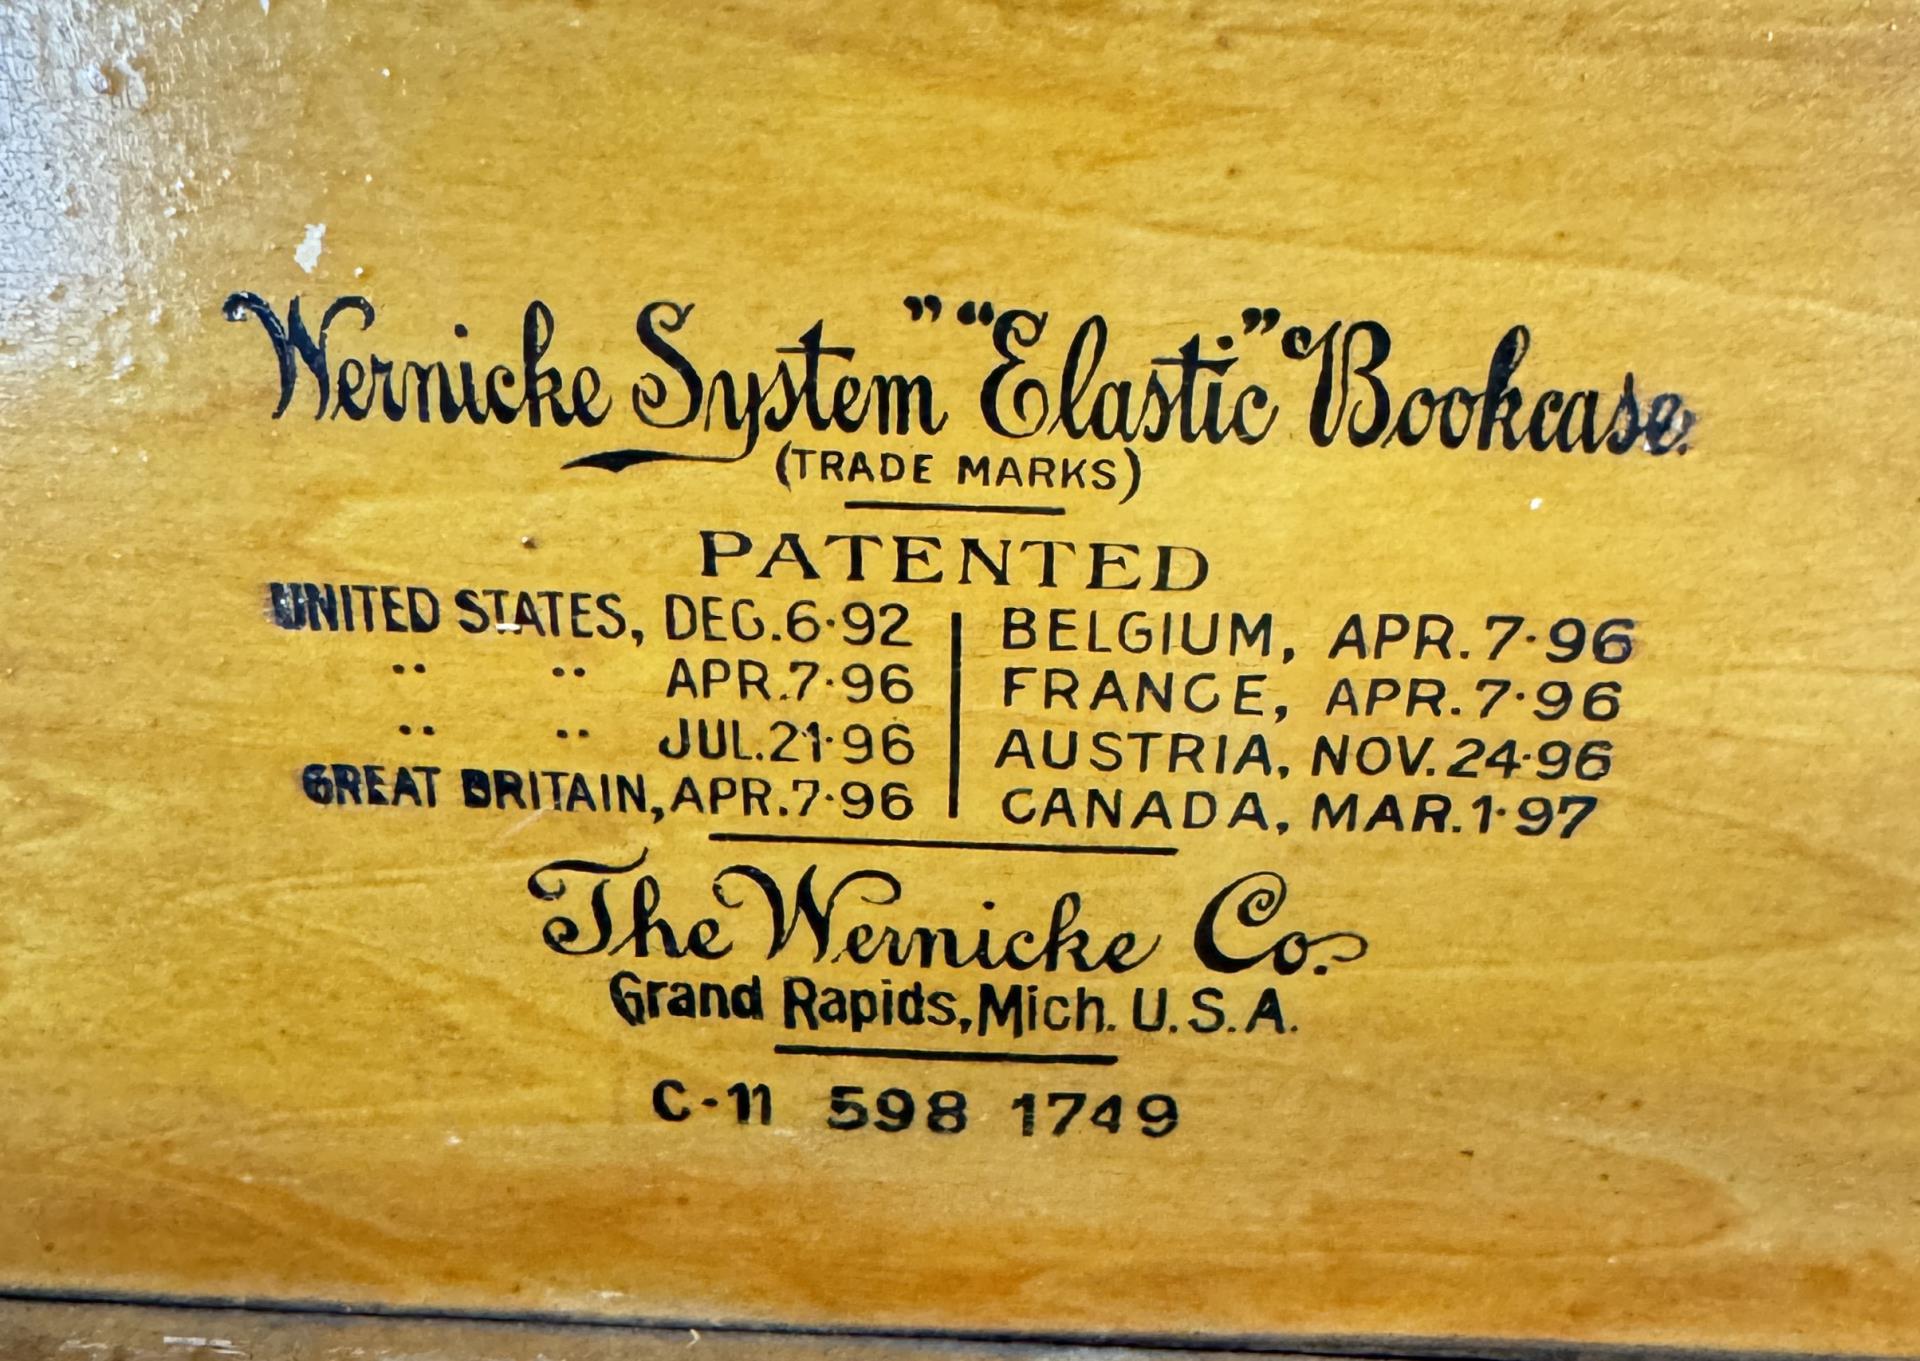 Wernicke System" "Elastic" Bookcase.
(TRADE MARKS)
PATENTED
UNITED STATES, DEC. 6·92
" " APR. 7·96
" " JUL. 21·96
GREAT BRITAIN, APR. 7·96
BELGIUM, APR. 7·96
FRANCE, APR. 7·96
AUSTRIA, NOV. 24·96
CANADA, MAR. 1·97
The Wernicke Co.
Grand Rapids, Mich. U.S.A.
C-11 598 1749